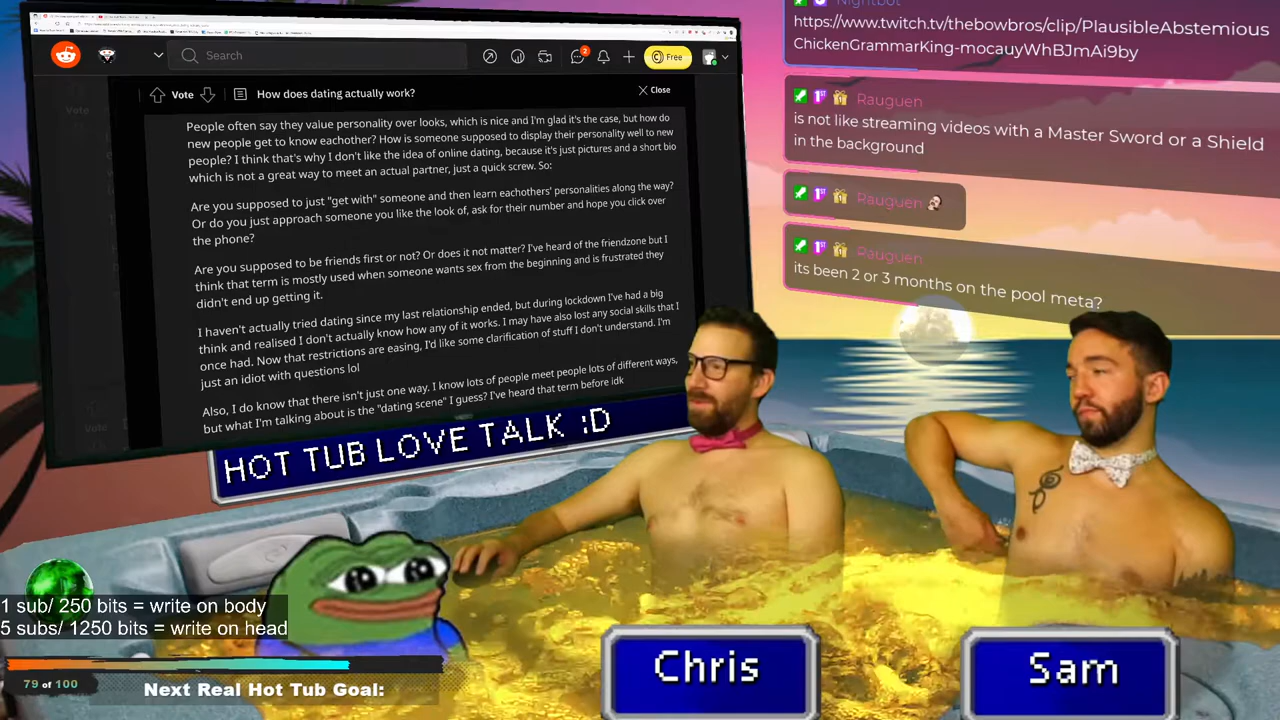 Search
2
Free
Vote
How does dating actually work?
Close
People often say they value personality over looks, which is nice and I'm glad it's the case, but how do
new people get to know eachother? How is someone supposed to display their personality well to new
people? I think that's why I don't like the idea of online dating, because it's just pictures and a short bio
which is not a great way to meet an actual partner, just a quick screw. So:
Are you supposed to just "get with" someone and then learn eachothers' personalities along the way?
Or do you just approach someone you like the look of, ask for their number and hope you click over
the phone?
Are you supposed to be friends first or not? Or does it not matter? I've heard of the friendzone but I
think that term is mostly used when someone wants sex from the beginning and is frustrated they
didn't end up getting it.
I haven't actually tried dating since my last relationship ended, but during lockdown I've had a big
think and realised I don't actually know how any of it works. I may have also lost any social skills that I
once had. Now that restrictions are easing, I'd like some clarification of stuff I don't understand. I'm
just an idiot with questions lol
Also, I do know that there isn't just one way. I know lots of people meet people lots of different ways,
but what I'm talking about is the "dating scene" I guess? I've heard that term before idk
Vote
Vote
HOT TUB LOVE TALK :D
Nightbot
https://www.twitch.tv/thebowbros/clip/PlausibleAbstemious
ChickenGrammarKing-mocauyWhBJmAi9by
1st Rauguen
is not like streaming videos with a Master Sword or a Shield
in the background
1st Rauguen
1st Rauguen
its been 2 or 3 months on the pool meta?
1 sub/ 250 bits = write on body
5 subs/ 1250 bits = write on head
79 of 100
Next Real Hot Tub Goal:
Chris
Sam